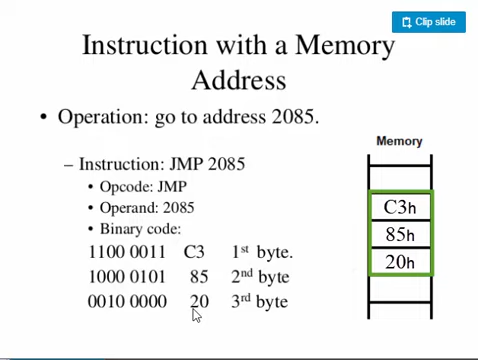 Clip slide
Instruction with a Memory
Address
• Operation: go to address 2085.
Memory
– Instruction: JMP 2085
• Opcode: JMP
• Operand: 2085
• Binary code:
1100 0011 C3 1st byte.
1000 0101 85 2nd byte
0010 0000 20 3rd byte
C3h
85h
20h